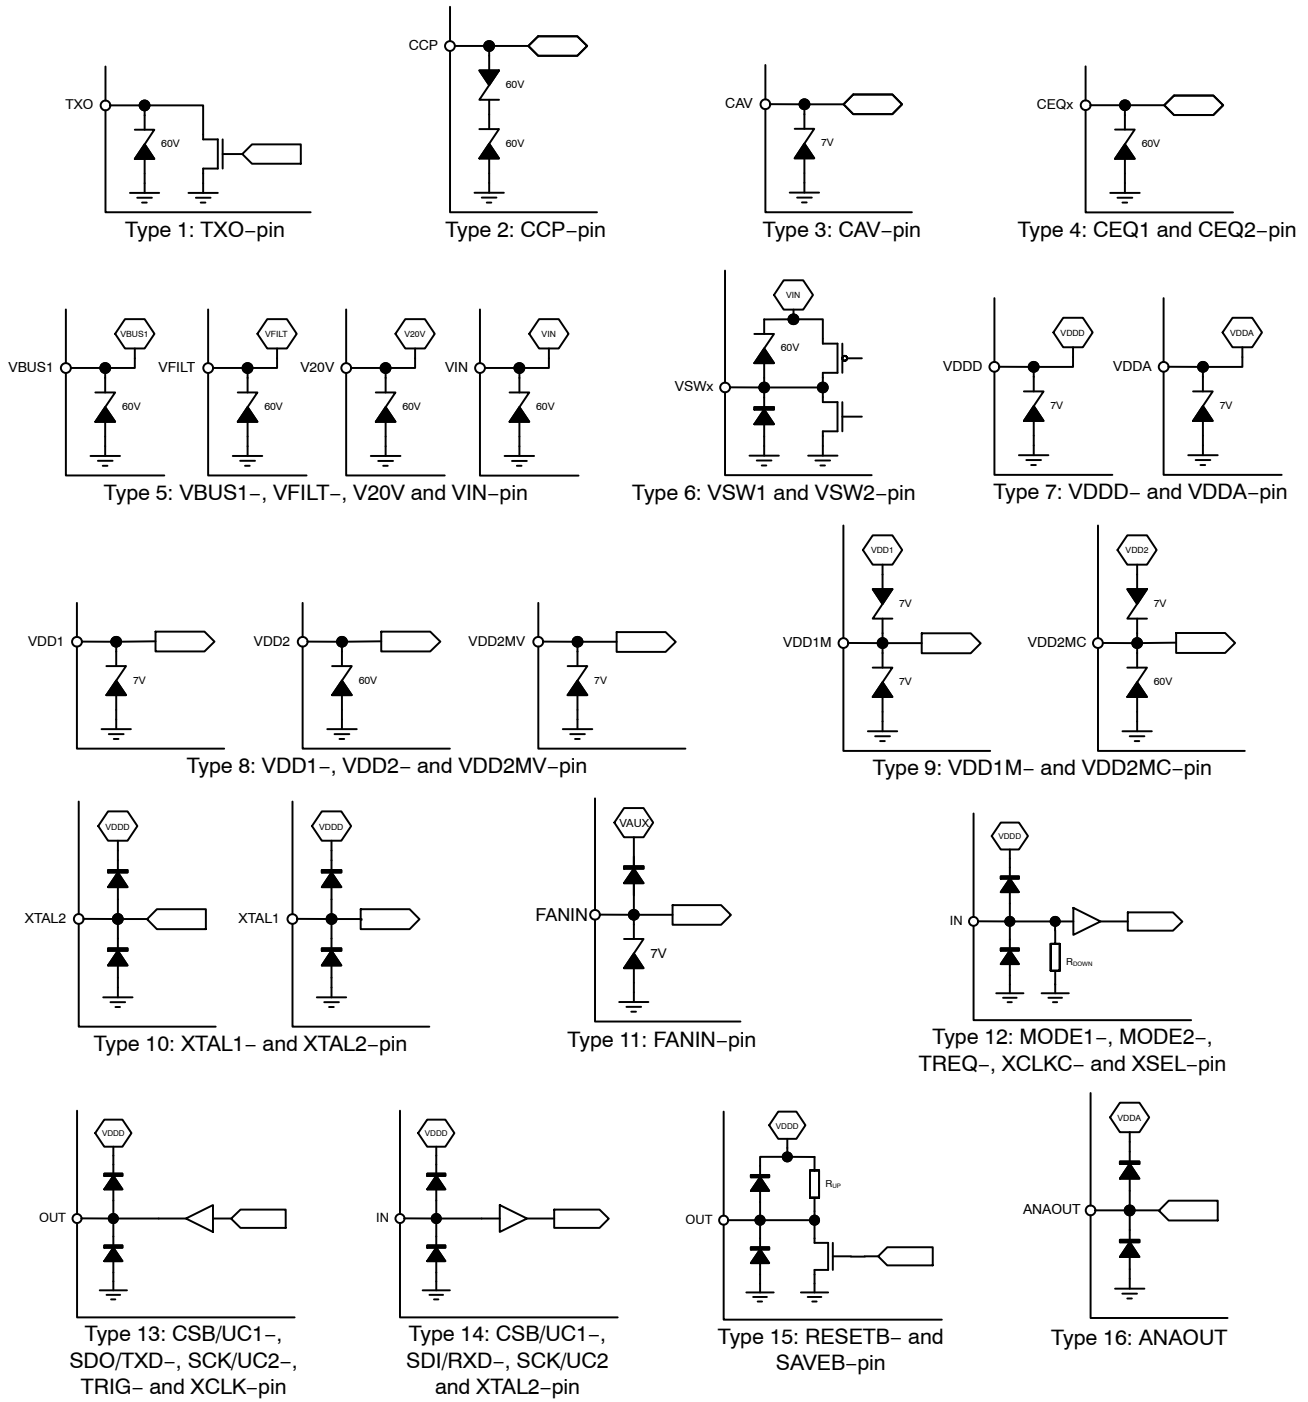 TXO
60V
Type 1: TXO–pin
CCP
60V
60V
Type 2: CCP–pin
CAV
7V
Type 3: CAV–pin
CEQx
60V
Type 4: CEQ1 and CEQ2–pin
VBUS1
VBUS1
60V
VFILT
VFILT
60V
V20V
V20V
60V
VIN
VIN
60V
Type 5: VBUS1–, VFILT–, V20V and VIN–pin
VIN
60V
VSWx
Type 6: VSW1 and VSW2–pin
VDDD
VDDD
7V
VDDA
VDDA
7V
Type 7: VDDD– and VDDA–pin
VDD1
7V
VDD2
60V
VDD2MV
7V
Type 8: VDD1–, VDD2– and VDD2MV–pin
VDD1
7V
VDD1M
7V
VDD2
7V
VDD2MC
60V
Type 9: VDD1M– and VDD2MC–pin
VDDD
XTAL2
VDDD
XTAL1
Type 10: XTAL1– and XTAL2–pin
VAUX
FANIN
7V
Type 11: FANIN–pin
VDDD
IN
RDOWN
Type 12: MODE1–, MODE2–,
TREQ–, XCLKC– and XSEL–pin
VDDD
OUT
Type 13: CSB/UC1–,
SDO/TXD–, SCK/UC2–,
TRIG– and XCLK–pin
VDDD
IN
Type 14: CSB/UC1–,
SDI/RXD–, SCK/UC2
and XTAL2–pin
VDDD
RUP
OUT
Type 15: RESETB– and
SAVEB–pin
VDDA
ANAOUT
Type 16: ANAOUT